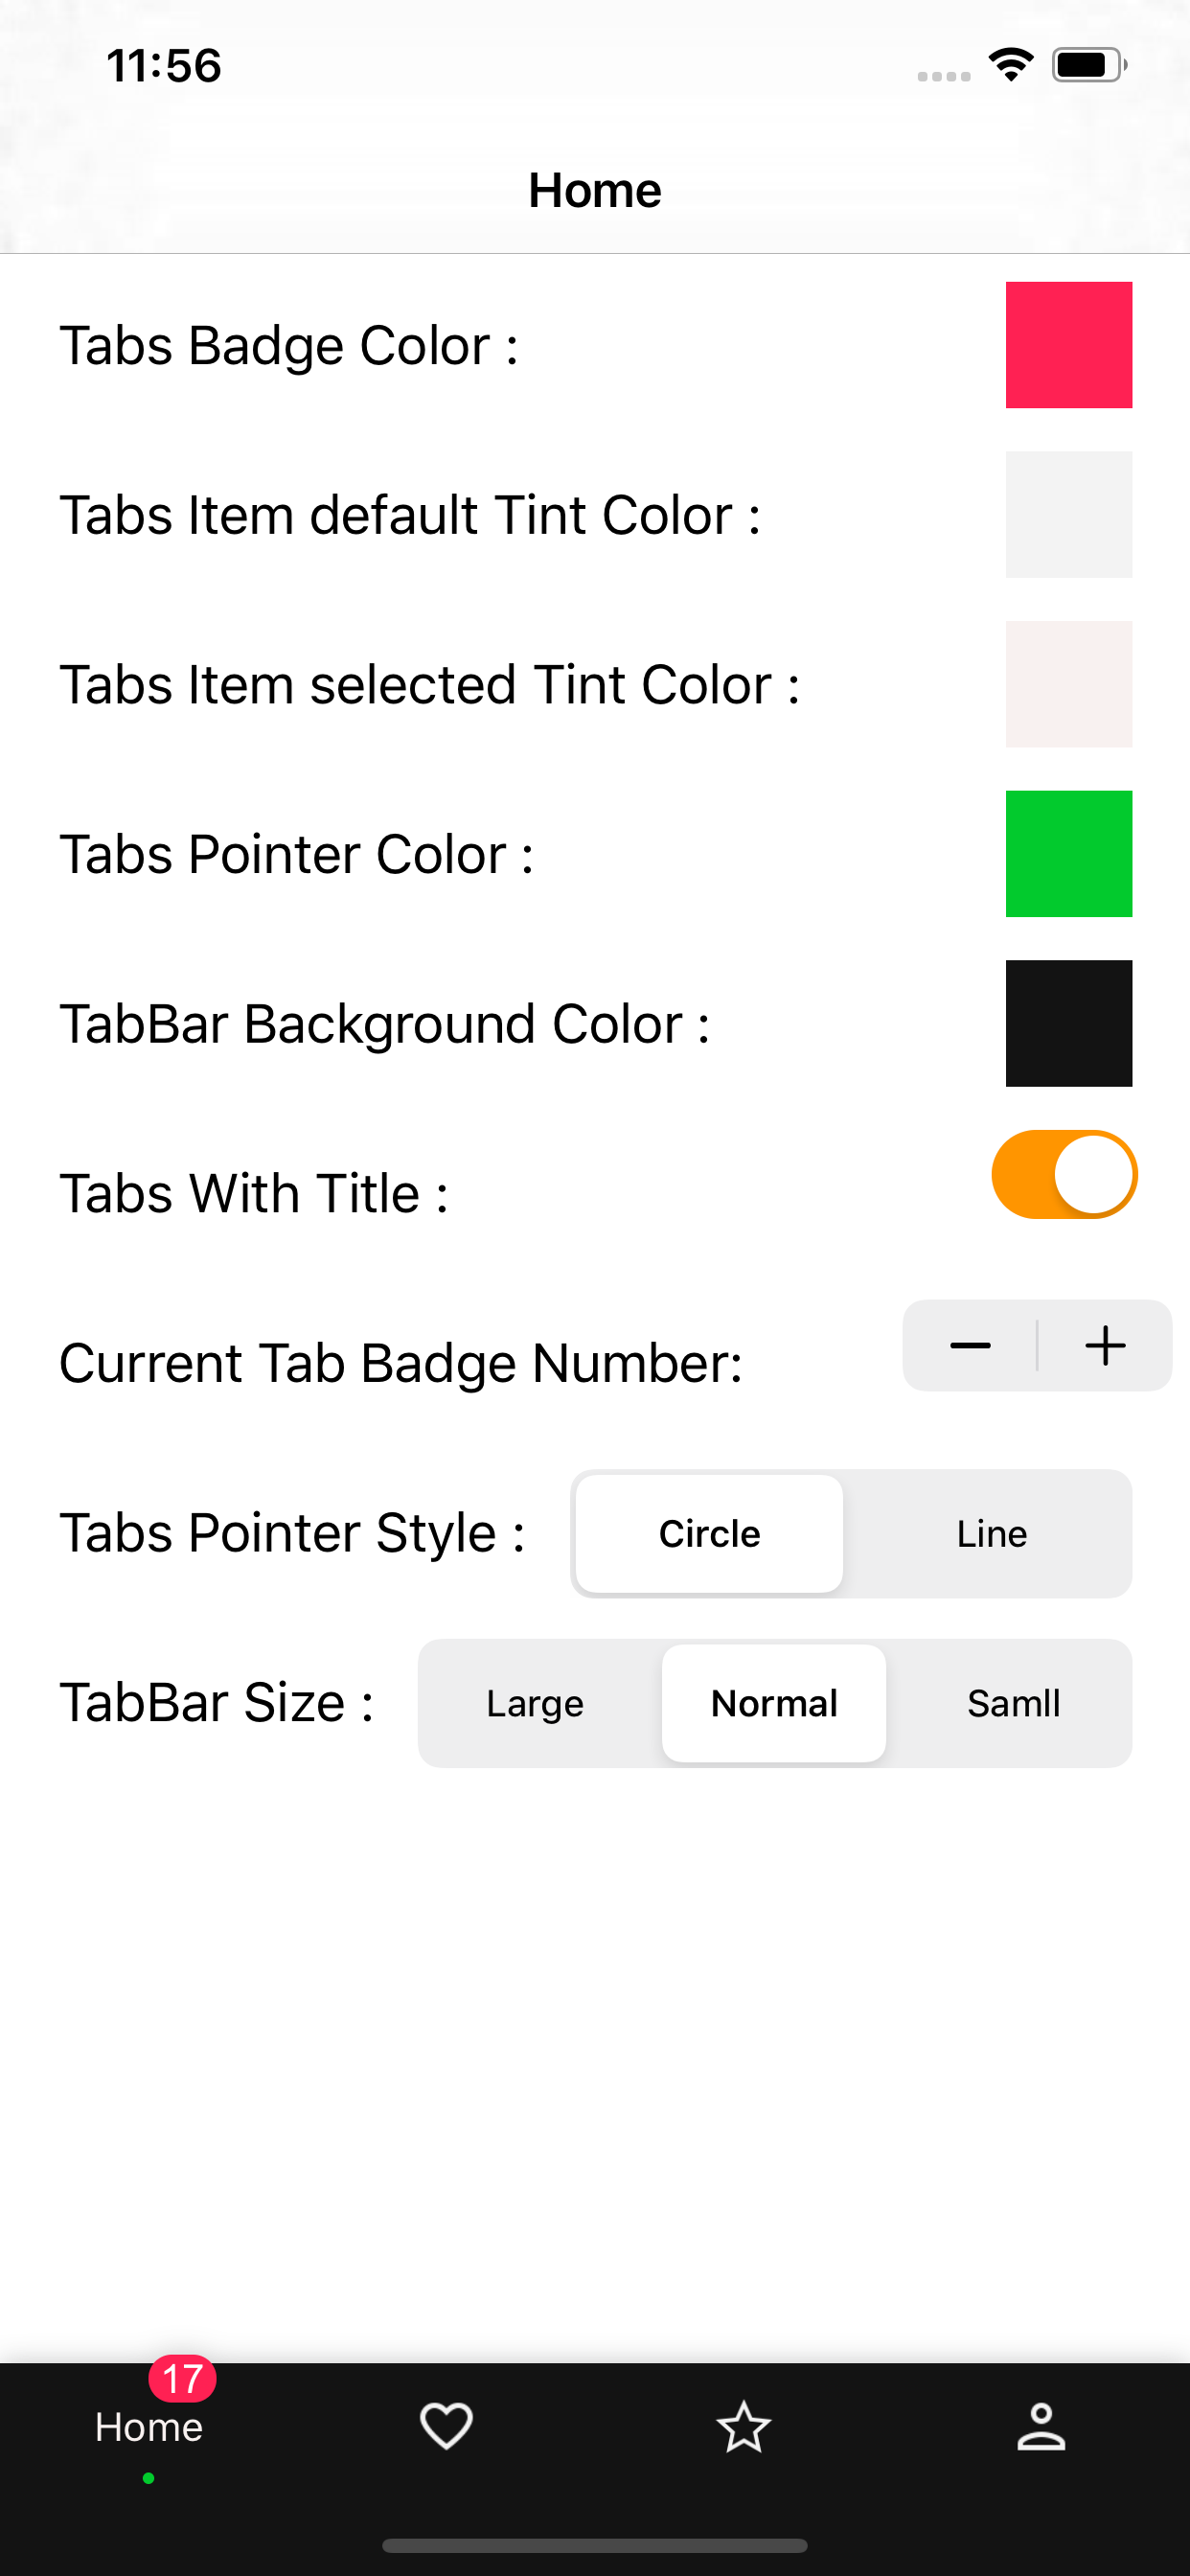 11:56
Home
Tabs Badge Color :
Tabs Item default Tint Color :
Tabs Item selected Tint Color :
Tabs Pointer Color :
TabBar Background Color :
Tabs With Title :
Current Tab Badge Number:
Tabs Pointer Style : Circle Line
TabBar Size : Large Normal Samll
17
Home